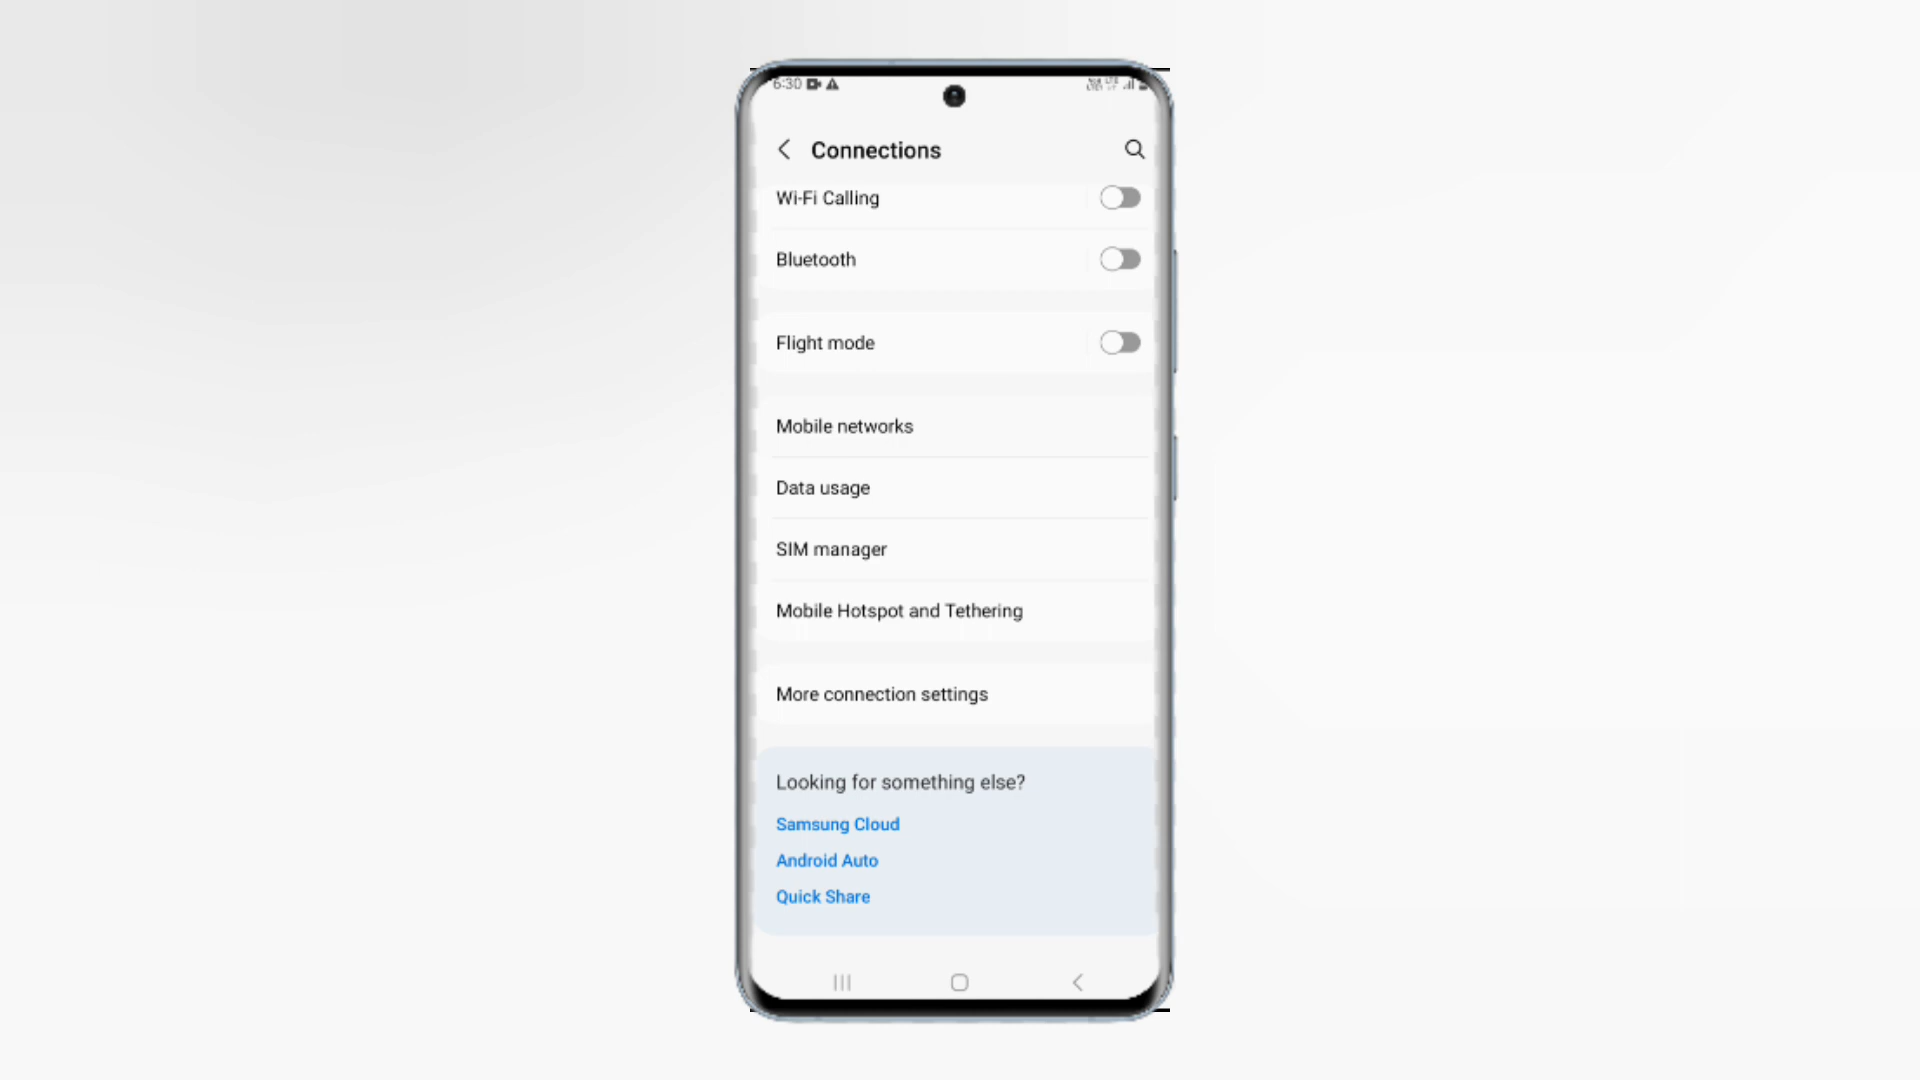 6:30
Connections
Wi-Fi Calling
Bluetooth
Flight mode
Mobile networks
Data usage
SIM manager
Mobile Hotspot and Tethering
More connection settings
Looking for something else?
Samsung Cloud
Android Auto
Quick Share